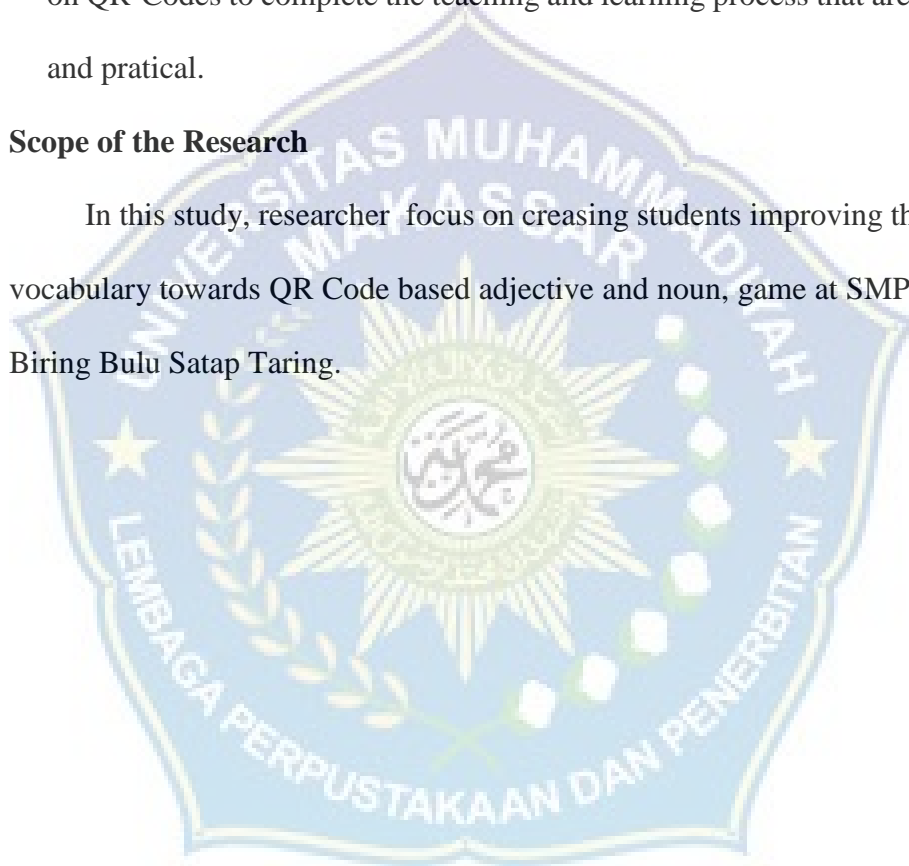 on QR Codes to complete the teaching and learning process that are
and pratical.
Scope of the Research
In this study, researcher focus on creasing students improving th
vocabulary towards QR Code based adjective and noun, game at SMP
Biring Bulu Satap Taring.
UNIVERSITAS MUHAMMADIYAH
MAKASSAR
LEMBAGA PERPUSTAKAAN DAN PENERBITAN